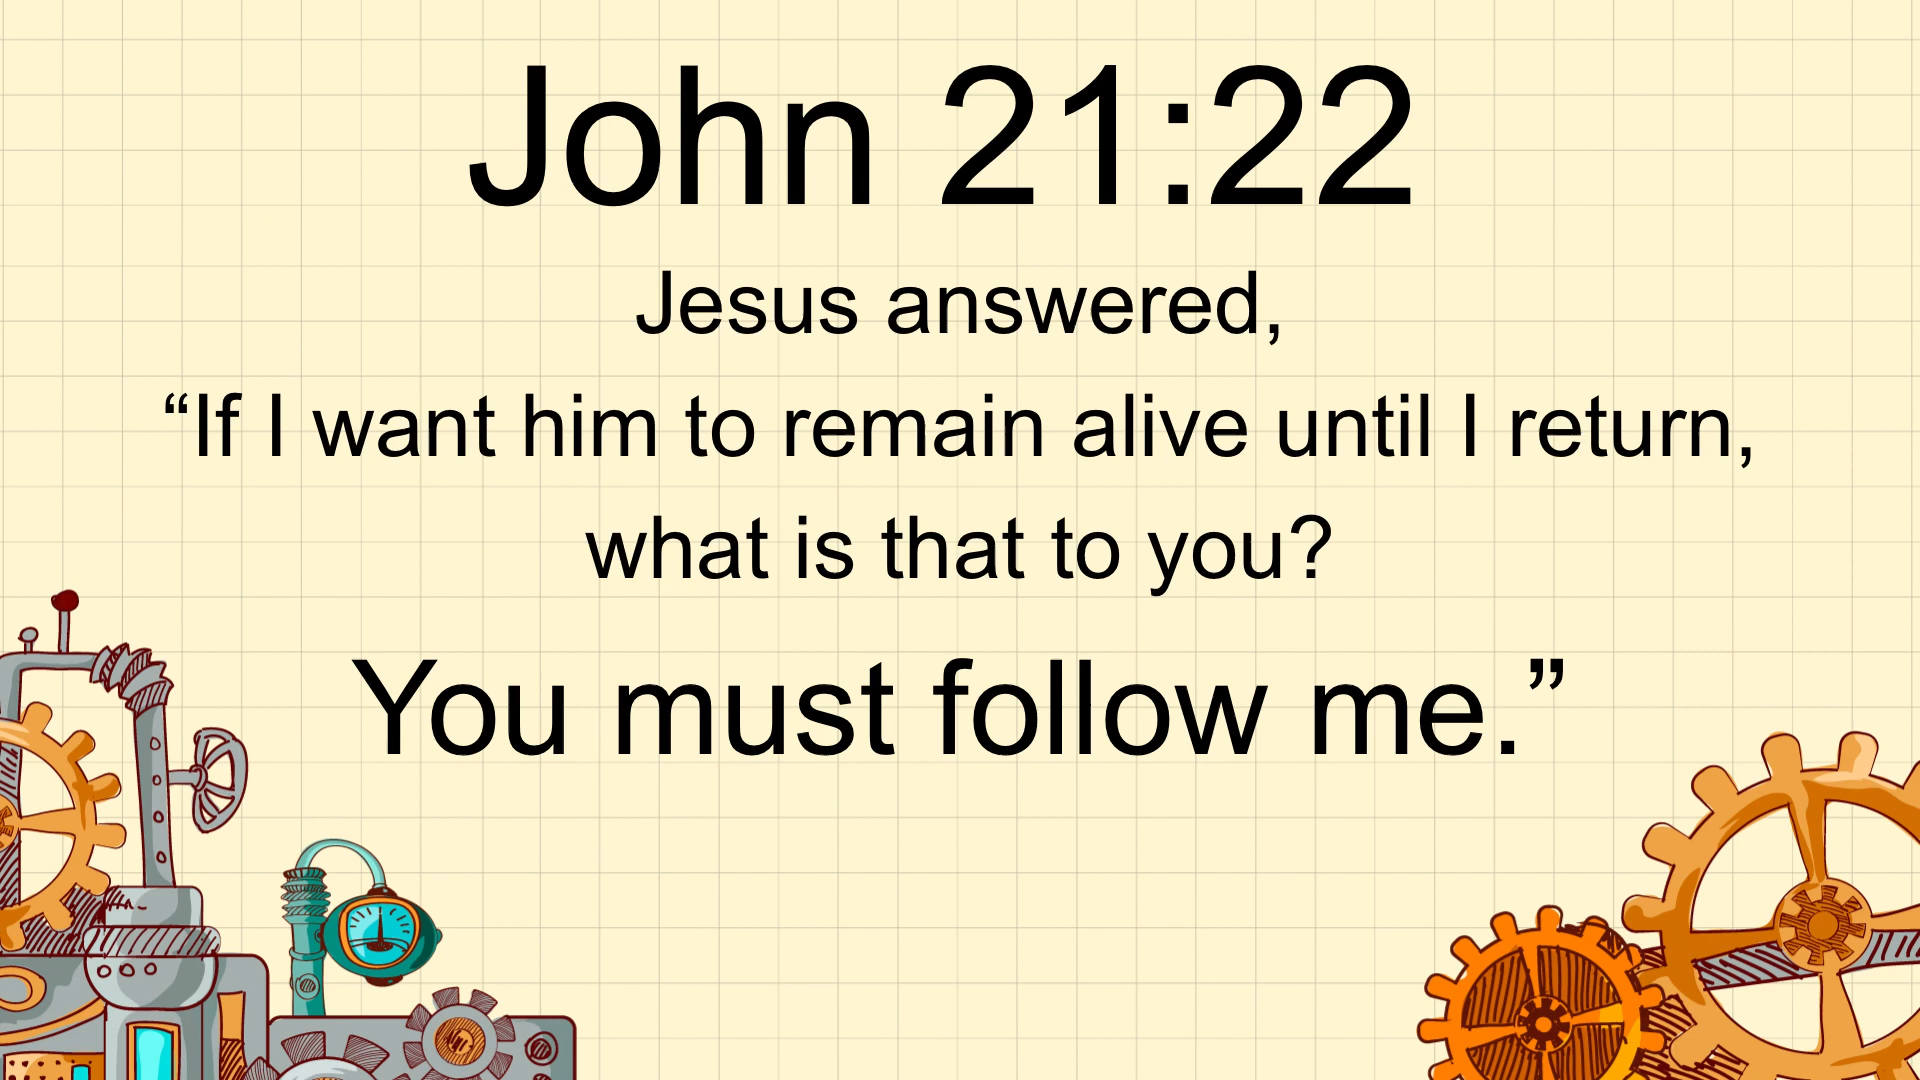 John 21:22
Jesus answered,
“If I want him to remain alive until I return,
what is that to you?
You must follow me.”